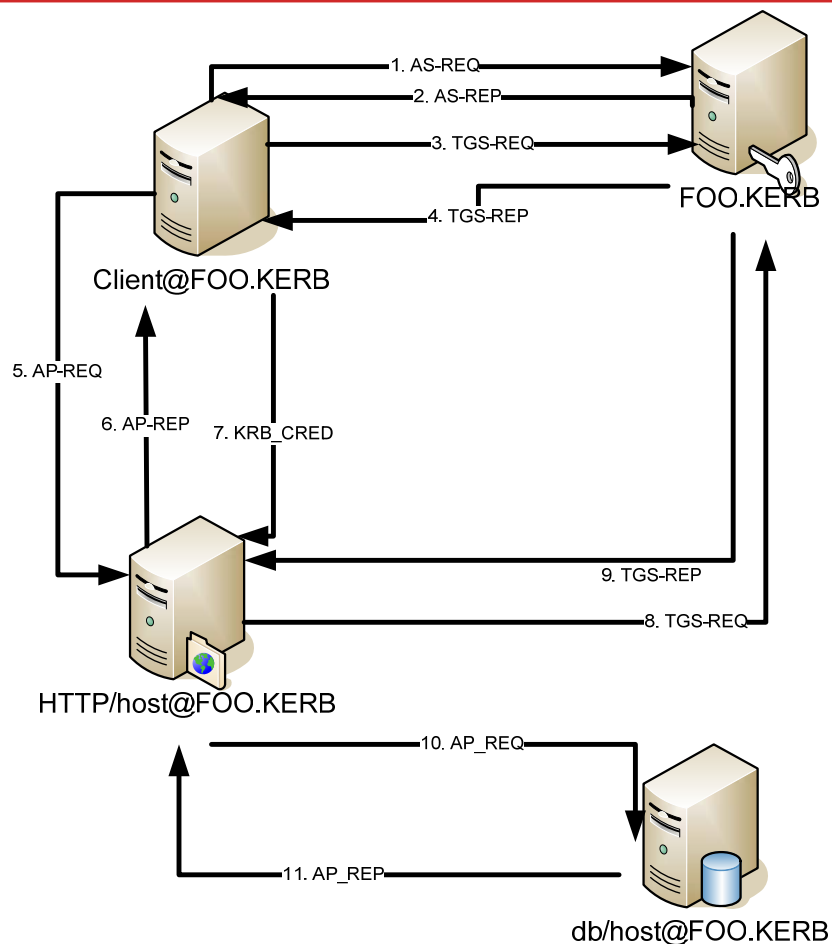 1. AS-REQ
2. AS-REP
3. TGS-REQ
FOO.KERB
4. TGS-REP
Client@FOO.KERB
5. AP-REQ
6. AP-REP
7. KRB_CRED
9. TGS-REP
8. TGS-REQ
HTTP/host@FOO.KERB
10. AP_REQ
11. AP_REP
db/host@FOO.KERB